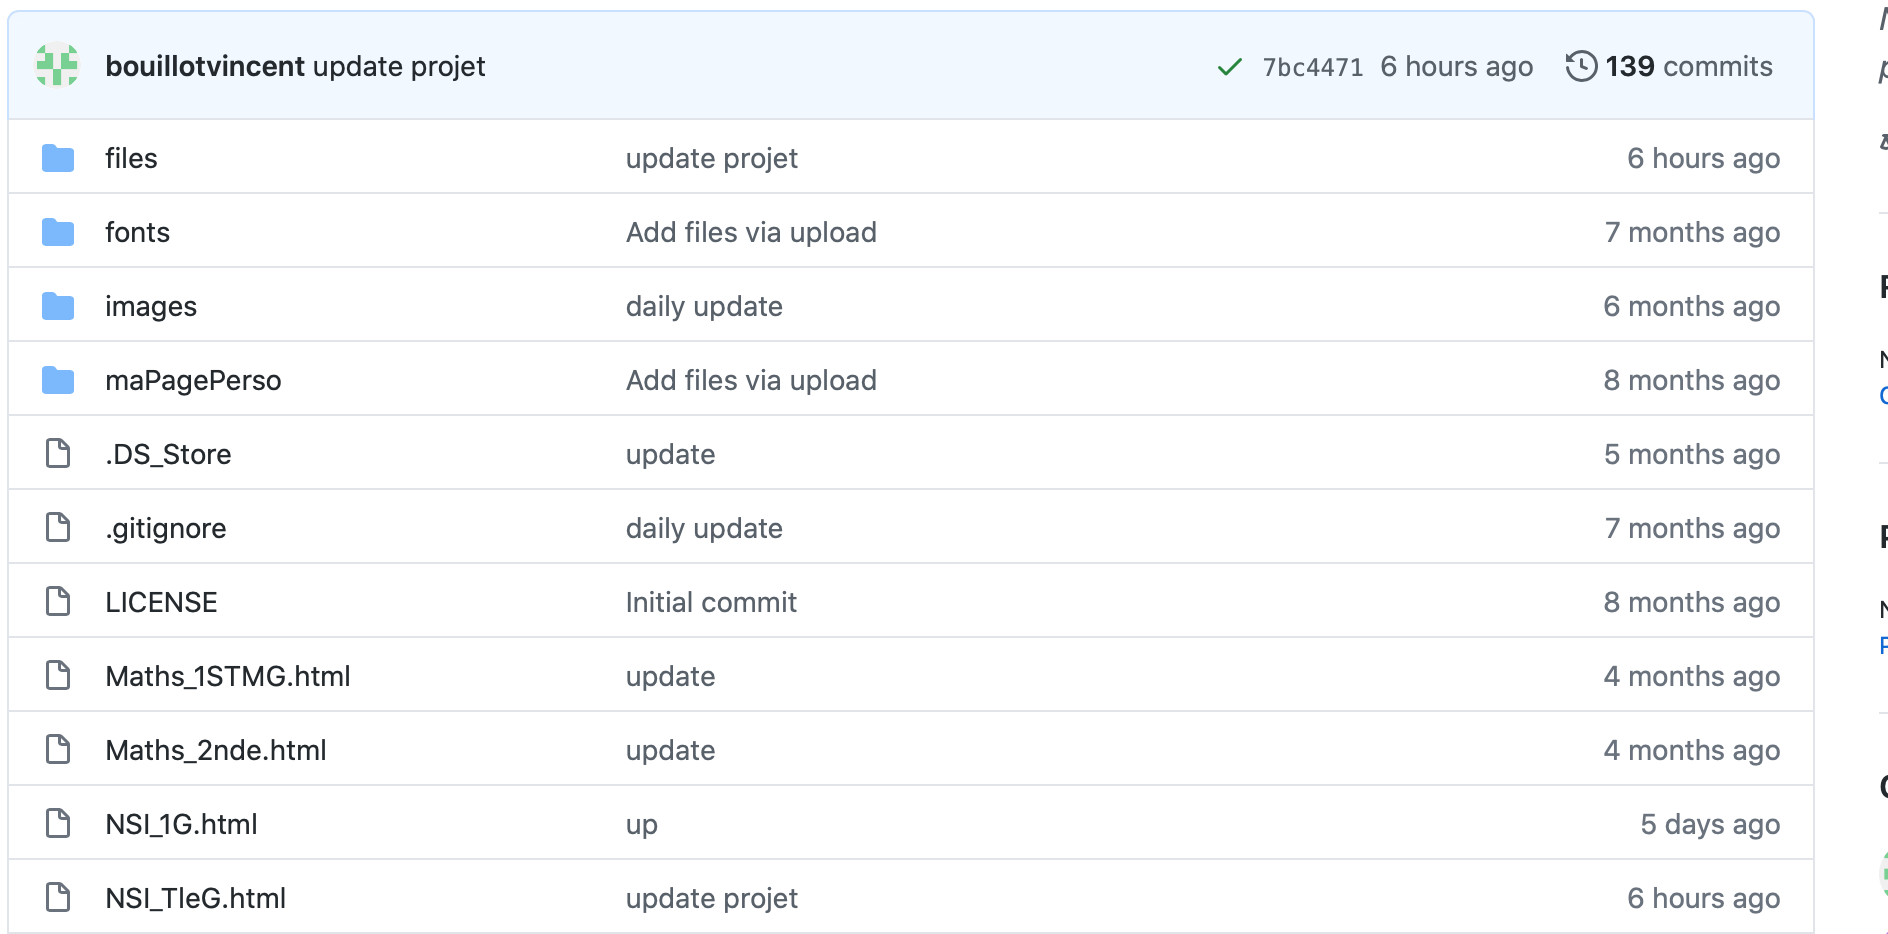 bouillotvincent update projet 7bc4471 6 hours ago 139 commits
files update projet 6 hours ago
fonts Add files via upload 7 months ago
images daily update 6 months ago
maPagePerso Add files via upload 8 months ago
.DS_Store update 5 months ago
.gitignore daily update 7 months ago
LICENSE Initial commit 8 months ago
Maths_1STMG.html update 4 months ago
Maths_2nde.html update 4 months ago
NSI_1G.html up 5 days ago
NSI_TleG.html update projet 6 hours ago